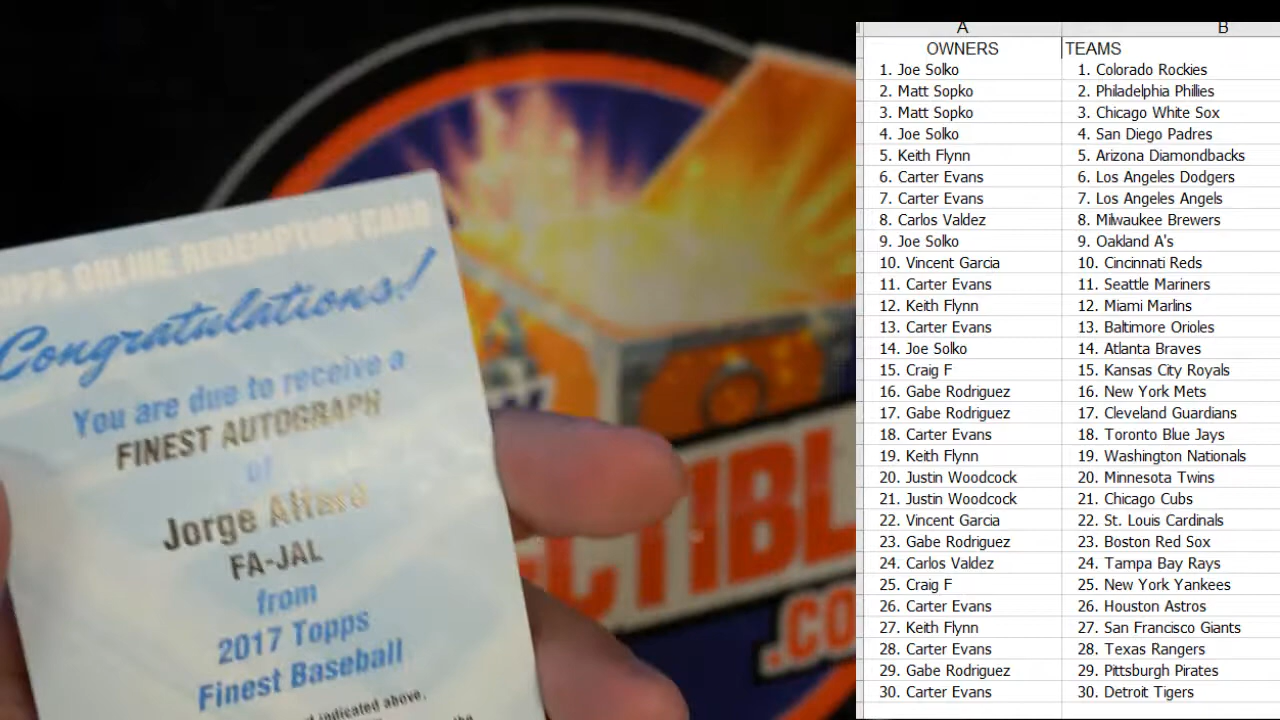 Congratulations!
You are due to receive a
FINEST AUTOGRAPH
of
Jorge Alfaro
FA-JAL
from
2017 Topps
Finest Baseball
indicated above,
the
.CO
A B
OWNERS TEAMS
1. Joe Solko 1. Colorado Rockies
2. Matt Sopko 2. Philadelphia Phillies
3. Matt Sopko 3. Chicago White Sox
4. Joe Solko 4. San Diego Padres
5. Keith Flynn 5. Arizona Diamondbacks
6. Carter Evans 6. Los Angeles Dodgers
7. Carter Evans 7. Los Angeles Angels
8. Carlos Valdez 8. Milwaukee Brewers
9. Joe Solko 9. Oakland A's
10. Vincent Garcia 10. Cincinnati Reds
11. Carter Evans 11. Seattle Mariners
12. Keith Flynn 12. Miami Marlins
13. Carter Evans 13. Baltimore Orioles
14. Joe Solko 14. Atlanta Braves
15. Craig F 15. Kansas City Royals
16. Gabe Rodriguez 16. New York Mets
17. Gabe Rodriguez 17. Cleveland Guardians
18. Carter Evans 18. Toronto Blue Jays
19. Keith Flynn 19. Washington Nationals
20. Justin Woodcock 20. Minnesota Twins
21. Justin Woodcock 21. Chicago Cubs
22. Vincent Garcia 22. St. Louis Cardinals
23. Gabe Rodriguez 23. Boston Red Sox
24. Carlos Valdez 24. Tampa Bay Rays
25. Craig F 25. New York Yankees
26. Carter Evans 26. Houston Astros
27. Keith Flynn 27. San Francisco Giants
28. Carter Evans 28. Texas Rangers
29. Gabe Rodriguez 29. Pittsburgh Pirates
30. Carter Evans 30. Detroit Tigers